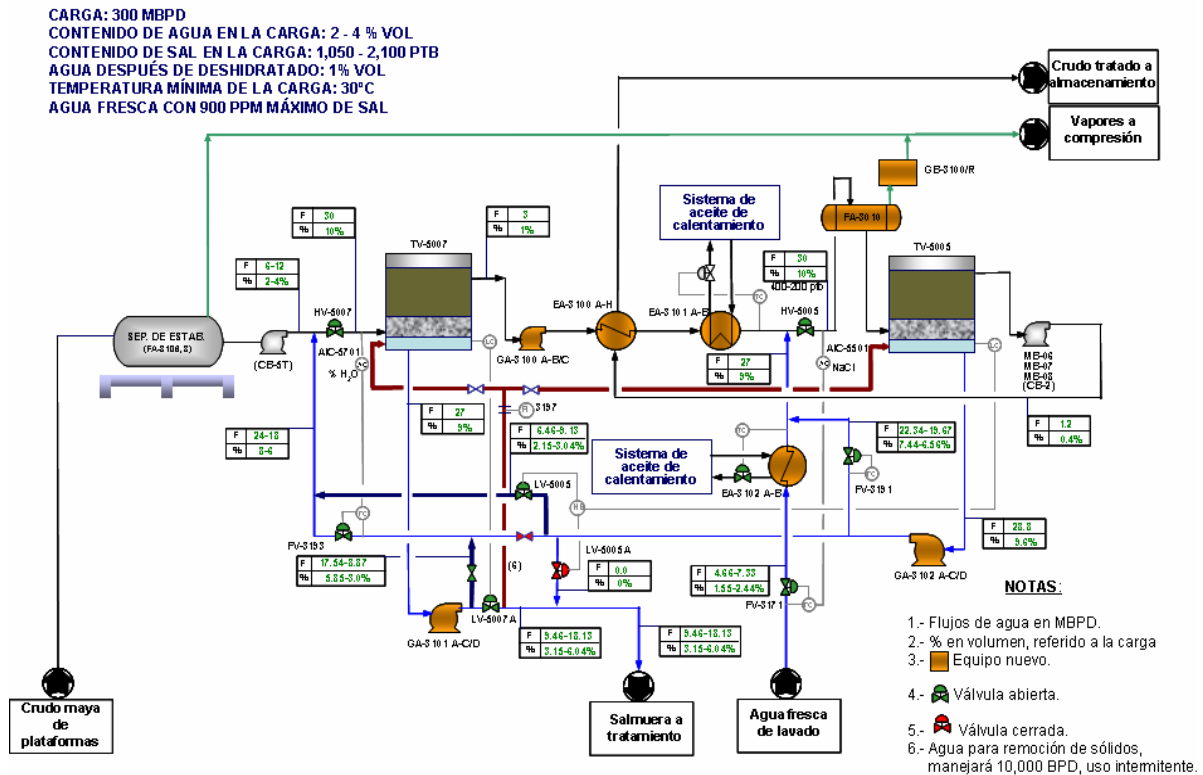 CARGA: 300 MBPD
CONTENIDO DE AGUA EN LA CARGA: 2 - 4 % VOL
CONTENIDO DE SAL EN LA CARGA: 1,050 - 2,100 PTB
AGUA DESPUÉS DE DESHIDRATADO: 1% VOL
TEMPERATURA MÍNIMA DE LA CARGA: 30ºC
AGUA FRESCA CON 900 PPM MÁXIMO DE SAL
Crudo tratado a
almacenamiento
Vapores a
compresión
GB-3100/R
Sistema de
aceite de
calentamiento
FA-3010
F 30
% 10%
F 3
% 1%
TV-5007
F 30
% 10%
400-200 ptb
TV-5005
F 6-12
% 2-4%
HV-5007
EA-3100 A-H
EA-3101 A-B
TC
HV-5005
SEP. DE ESTAB.
(CB-5T)
AIC-5701
% H2O
LC
GA-3100 A-B/C
F 27
% 9%
AIC-5501
NaCl
LC
MB-06
MB-07
MB-08
(CB-2)
FI
3197
F 27
% 9%
F 24-18
% 8-6
F 6.46-9.13
% 2.15-3.04%
F 22.34-19.67
% 7.44-6.56%
F 1.2
% 0.4%
Sistema de
aceite de
calentamiento
TC
EA-3102 A-B
LV-5005
FV-3191
FC
FV-3193
FC
F 17.54-8.87
% 5.85-3.0%
(6)
LV-5005 A
F 0.0
% 0%
F 4.66-7.33
% 1.55-2.44%
F 28.8
% 9.6%
GA-3102 A-C/D
FV-3171
FC
GA-3101 A-C/D
LV-5007A
F 9.46-18.13
% 3.15-6.04%
F 9.46-18.13
% 3.15-6.04%
Crudo maya
de
plataformas
Salmuera a
tratamiento
Agua fresca
de lavado
NOTAS:
1.- Flujos de agua en MBPD.
2.- % en volumen, referido a la carga
3.- Equipo nuevo.
4.- Válvula abierta.
5.- Válvula cerrada.
6.- Agua para remoción de sólidos,
manejará 10,000 BPD, uso intermitente.